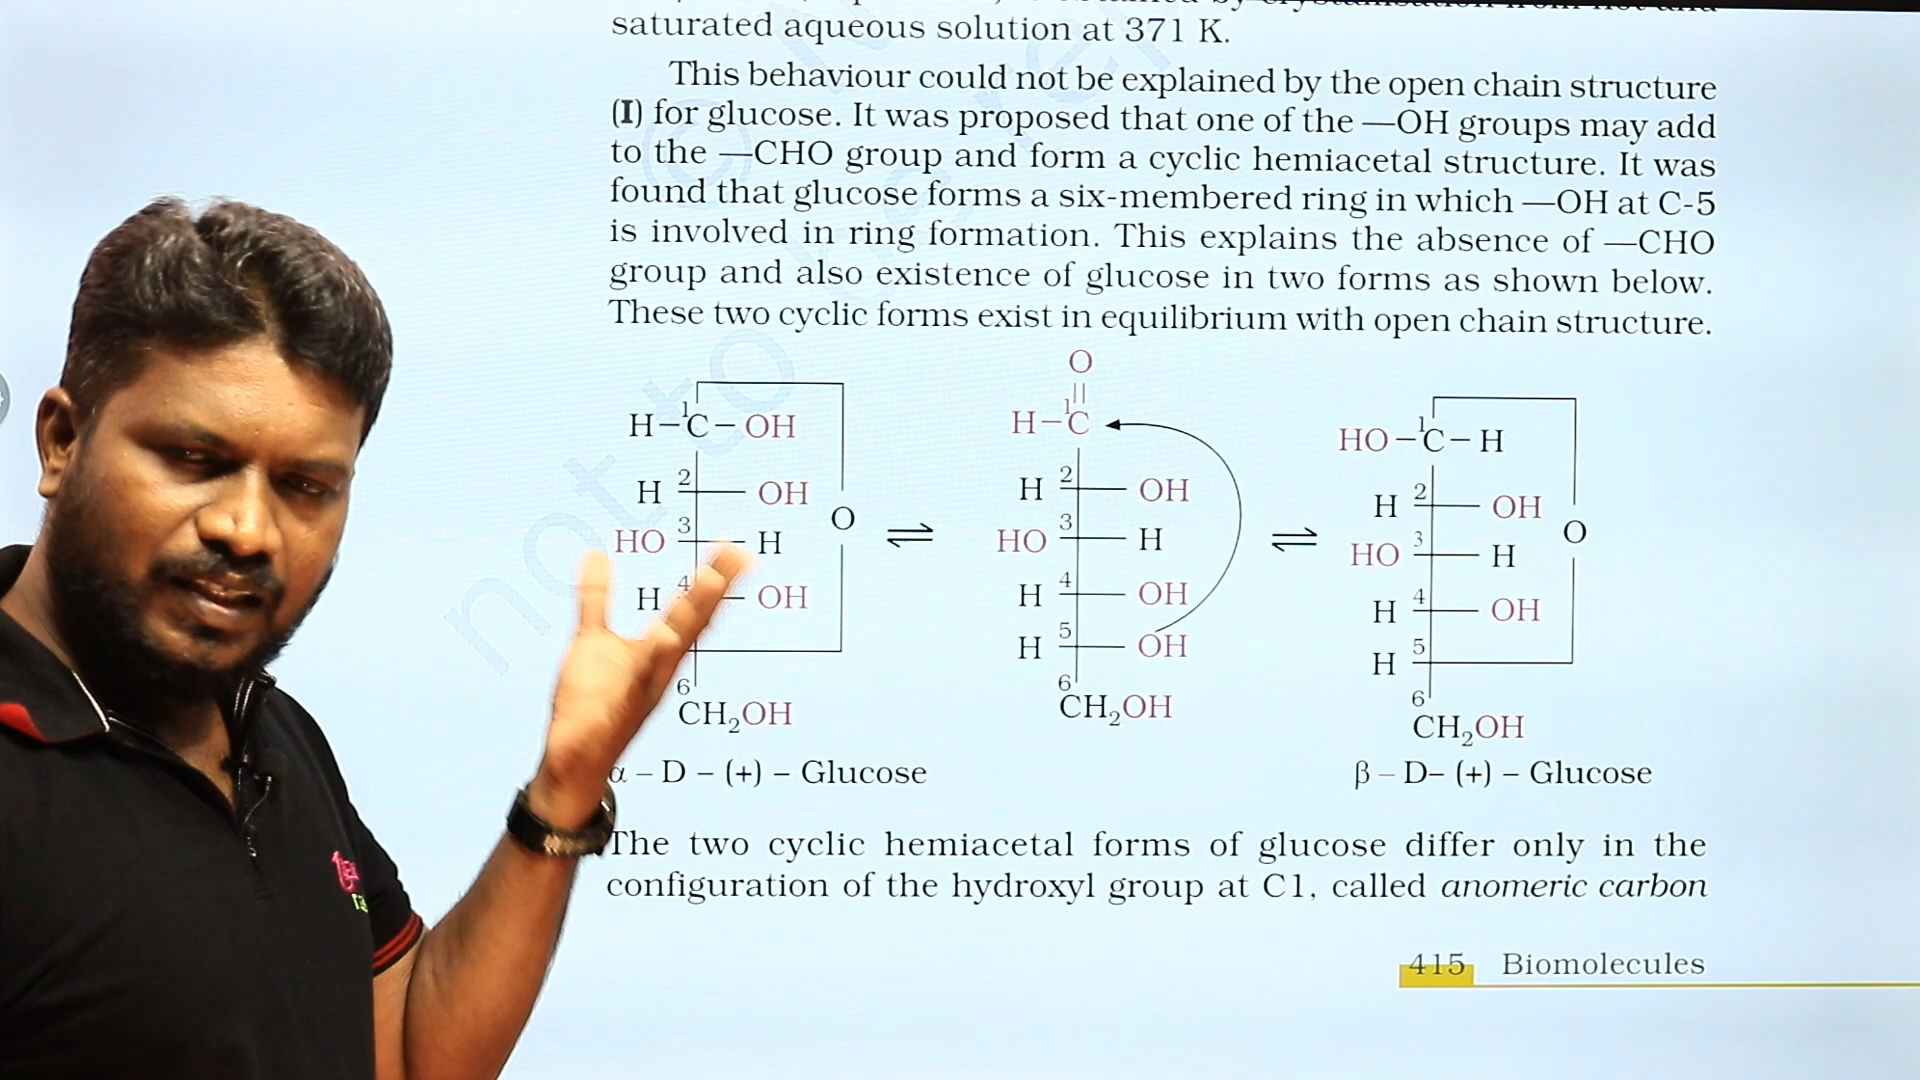 saturated aqueous solution at 371 K.
This behaviour could not be explained by the open chain structure
(I) for glucose. It was proposed that one of the —OH groups may add
to the —CHO group and form a cyclic hemiacetal structure. It was
found that glucose forms a six-membered ring in which —OH at C-5
is involved in ring formation. This explains the absence of —CHO
group and also existence of glucose in two forms as shown below.
These two cyclic forms exist in equilibrium with open chain structure.
O
H–¹C–OH
H–¹C
HO–¹C–H
H 2 OH
H 2 OH
H 2 OH
O
O
HO 3 H
HO 3 H
HO 3 H
H 4 OH
H 4 OH
H 4 OH
H 5 OH
H 5
6
6
6
CH₂OH
CH₂OH
CH₂OH
α – D – (+) – Glucose
β – D– (+) – Glucose
The two cyclic hemiacetal forms of glucose differ only in the
configuration of the hydroxyl group at C1, called anomeric carbon
415 Biomolecules
not to